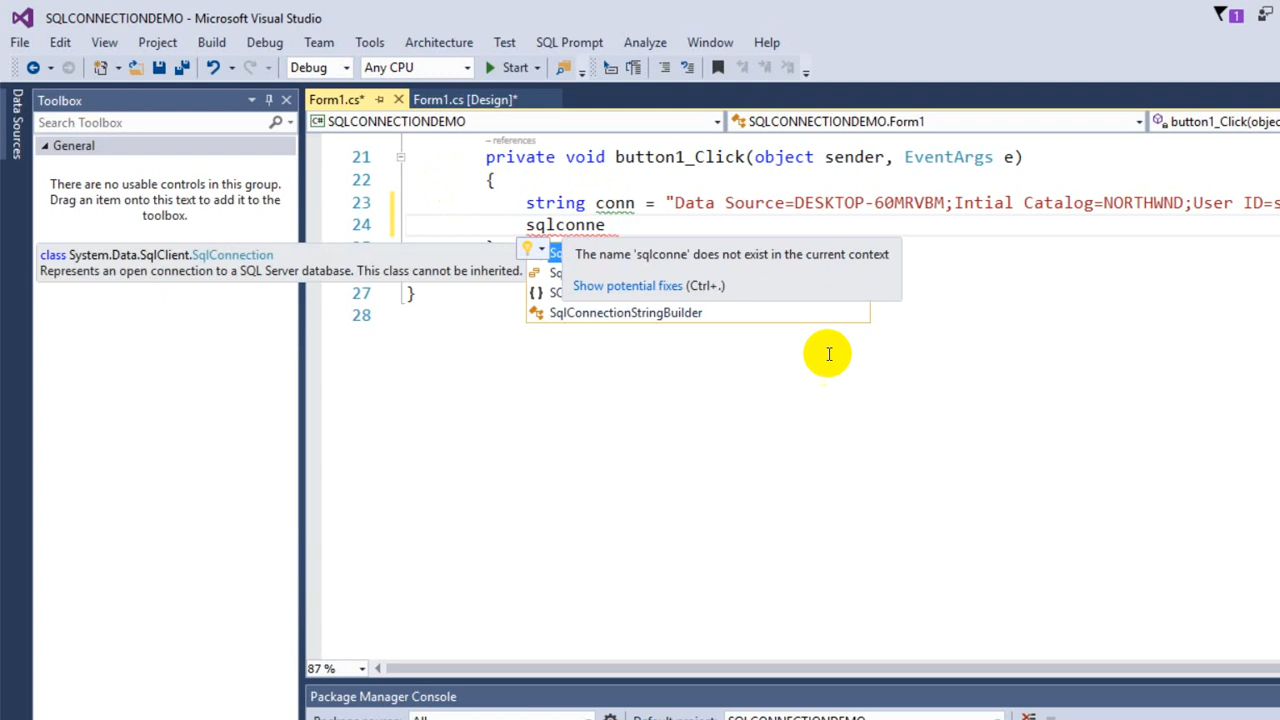 SQLCONNECTIONDEMO - Microsoft Visual Studio
1
File Edit View Project Build Debug Team Tools Architecture Test SQL Prompt Analyze Window Help
Debug Any CPU Start
Data Sources
Toolbox
Search Toolbox
General
There are no usable controls in this group.
Drag an item onto this text to add it to the
toolbox.
Form1.cs* Form1.cs [Design]*
C# SQLCONNECTIONDEMO SQLCONNECTIONDEMO.Form1 button1_Click(objec
references
21 private void button1_Click(object sender, EventArgs e)
22 {
23 string conn = "Data Source=DESKTOP-60MRVBM;Intial Catalog=NORTHWND;User ID=s
24 sqlconne
class System.Data.SqlClient.SqlConnection
Represents an open connection to a SQL Server database. This class cannot be inherited.
The name 'sqlconne' does not exist in the current context
Show potential fixes (Ctrl+.)
27 }
SqlConnectionStringBuilder
28
87 %
Package Manager Console